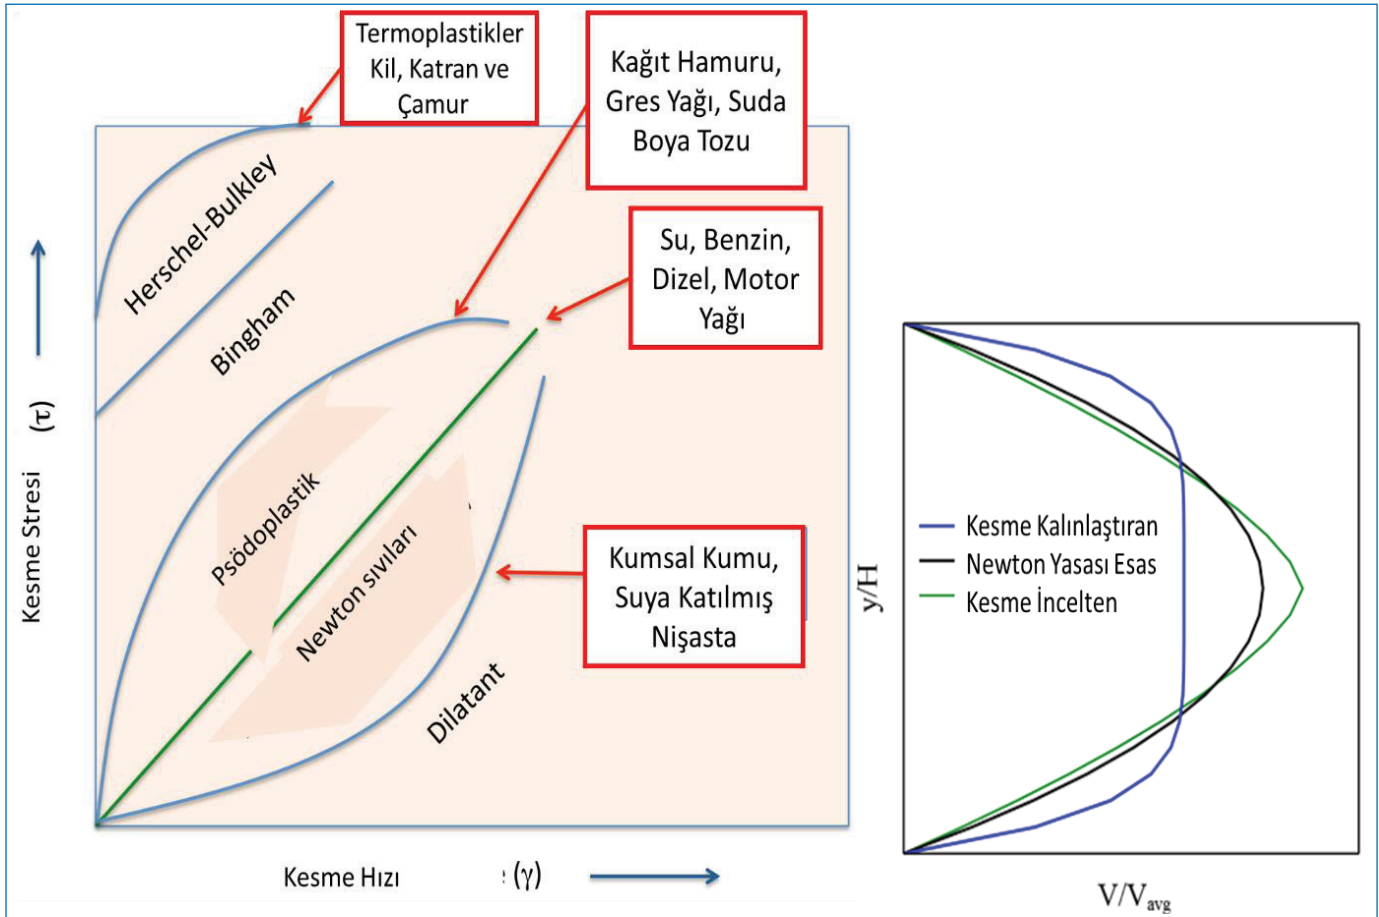 Termoplastikler
Kil, Katran ve
Çamur
Kağıt Hamuru,
Gres Yağı, Suda
Boya Tozu
Su, Benzin,
Dizel, Motor
Yağı
Kumsal Kumu,
Suya Katılmış
Nişasta
Herschel-Bulkley
Bingham
Psödoplastik
Newton sıvıları
Dilatant
Kesme Stresi (τ)
Kesme Hızı : (γ)
Kesme Kalınlaştıran
Newton Yasası Esas
Kesme İncelten
y/H
V/Vavg